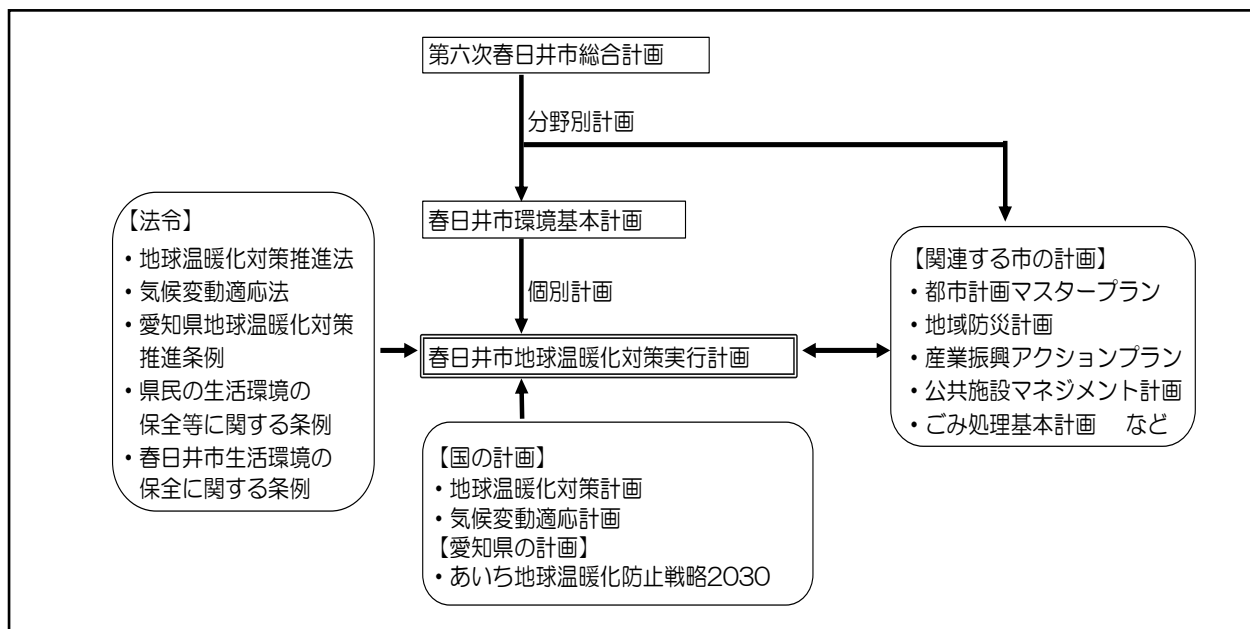 第六次春日井市総合計画
分野別計画
春日井市環境基本計画
個別計画
春日井市地球温暖化対策実行計画
【法令】
・地球温暖化対策推進法
・気候変動適応法
・愛知県地球温暖化対策
推進条例
・県民の生活環境の
保全等に関する条例
・春日井市生活環境の
保全に関する条例
【関連する市の計画】
・都市計画マスタープラン
・地域防災計画
・産業振興アクションプラン
・公共施設マネジメント計画
・ごみ処理基本計画　など
【国の計画】
・地球温暖化対策計画
・気候変動適応計画
【愛知県の計画】
・あいち地球温暖化防止戦略2030